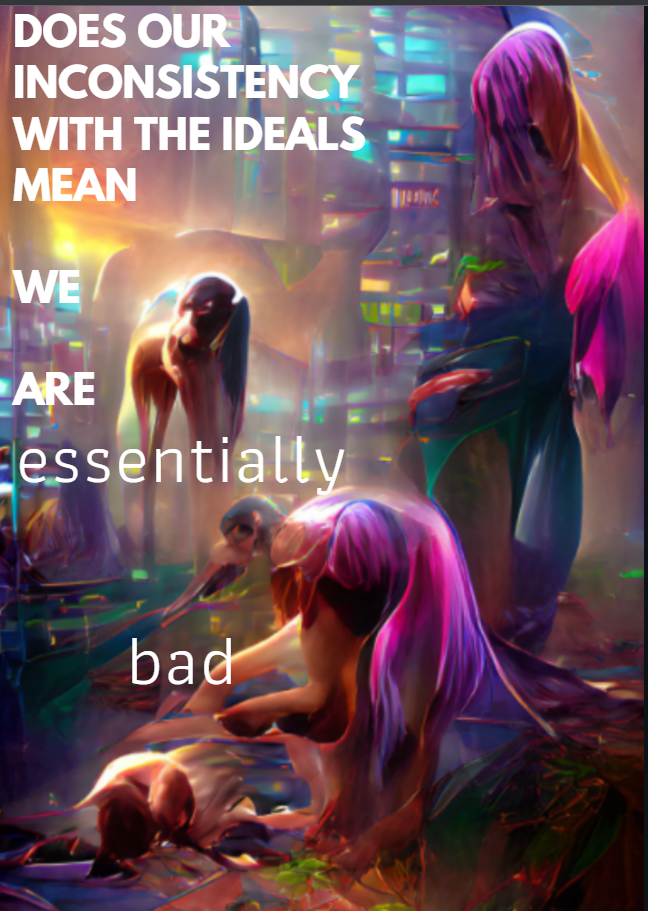 DOES OUR
INCONSISTENCY
WITH THE IDEALS
MEAN
WE
ARE
essentially
bad